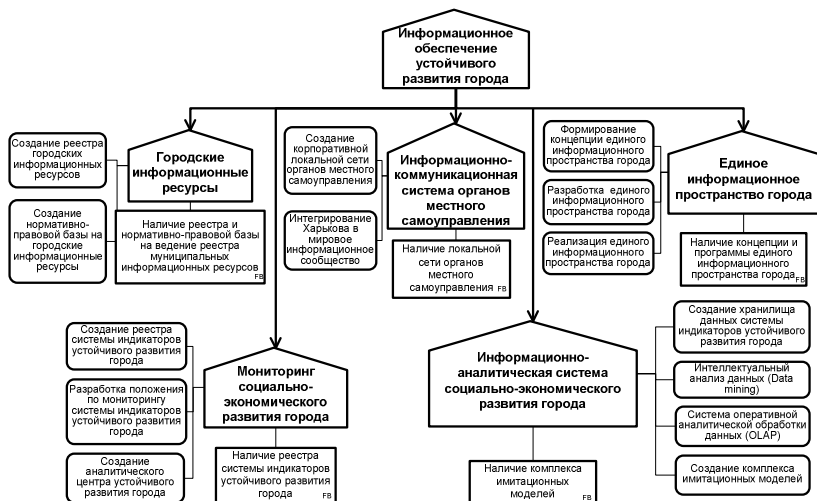 Информационное
обеспечение
устойчивого
развития города
Создание реестра
городских
информационных
ресурсов
Создание
нормативно-
правовой базы на
городские
информационные
ресурсы
Городские
информационные
ресурсы
Наличие реестра и
нормативно-правовой базы
на ведение реестра
муниципальных
информационных ресурсов
FB
Создание
корпоративной
локальной сети
органов местного
самоуправления
Интегрирование
Харькова в
мировое
информационное
сообщество
Информационно-
коммуникационная
система органов
местного
самоуправления
Наличие локальной
сети органов
местного
самоуправления FB
Формирование
концепции единого
информационного
пространства города
Разработка единого
информационного
пространства города
Реализация единого
информационного
пространства города
Единое
информационное
пространство города
Наличие концепции и
программы единого
информационного
пространства города FB
Создание реестра
системы индикаторов
устойчивого развития
города
Разработка положения
по мониторингу
системы индикаторов
устойчивого развития
города
Создание
аналитического
центра устойчивого
развития города
Мониторинг
социально-
экономического
развития города
Наличие реестра
системы индикаторов
устойчивого развития
города FB
Информационно-
аналитическая система
социально-экономического
развития города
Наличие комплекса
имитационных
моделей FB
Создание хранилища
данных системы
индикаторов устойчивого
развития города
Интеллектуальный
анализ данных (Data
mining)
Система оперативной
аналитической обработки
данных (OLAP)
Создание комплекса
имитационных моделей